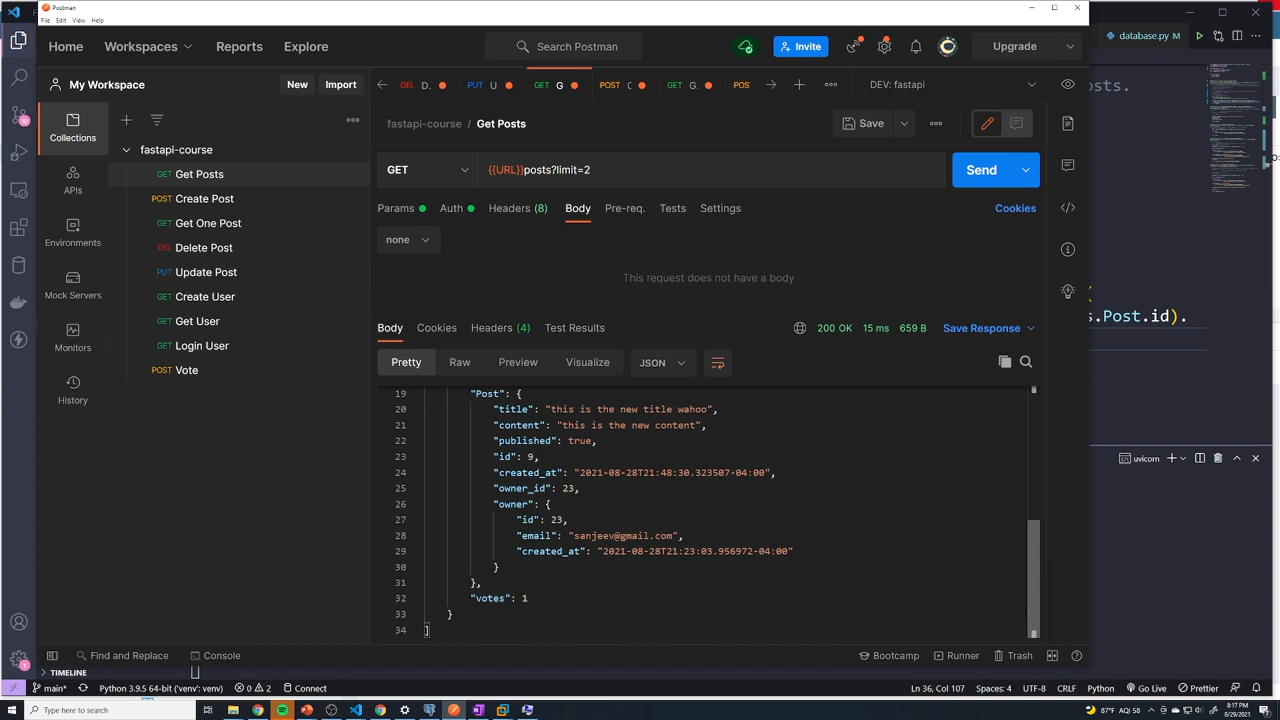 Postman
File Edit View Help
Home Workspaces Reports Explore Search Postman Invite Upgrade
database.py M
My Workspace New Import
DEL D. PUT U GET G POST C GET G. POS DEV: fastapi
osts.
Collections
APIs
Environments
Mock Servers
Monitors
History
fastapi-course
GET Get Posts
POST Create Post
GET Get One Post
DEL Delete Post
PUT Update Post
POST Create User
GET Get User
GET Login User
POST Vote
fastapi-course / Get Po
Save
GET limit=2 Send
Params Auth Headers (8) Body Pre-req. Tests Settings Cookies
none
This request does not have a body
s.Post.id).
Body Cookies Headers (4) Test Results 200 OK 15 ms 659 B Save Response
Pretty Raw Preview Visualize JSON
19 "Post": {
20 "title": "this is the new title wahoo",
21 "content": "this is the new content",
22 "published": true,
23 "id": 9,
24 "created_at": "2021-08-28T21:48:30.323507-04:00",
25 "owner_id": 23,
26 "owner": {
27 "id": 23,
28 "email": "sanjeev@gmail.com",
29 "created_at": "2021-08-28T21:23:03.956972-04:00"
30 }
31 },
32 "votes": 1
33 }
34 ]
uvicorn
Find and Replace Console Bootcamp Runner Trash
TIMELINE
main* Python 3.9.5 64-bit ('venv': venv) 0 2 Connect Ln 36, Col 107 Spaces: 4 UTF-8 CRLF Python Go Live Prettier
Type here to search 87°F AQI 58 8:17 PM
8/29/2021